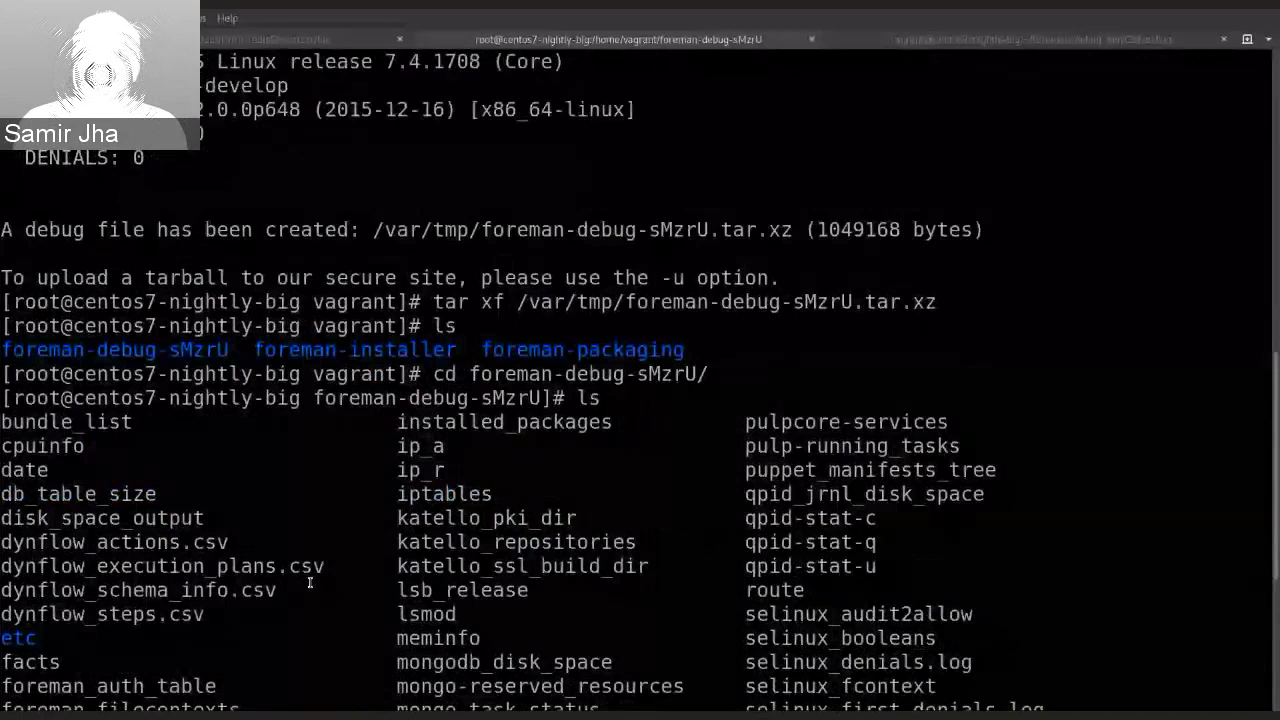 Help
root@centos7-nightly-big:/home/vagrant/foreman-debug-sMzrU
Linux release 7.4.1708 (Core)
-develop
2.0.0p648 (2015-12-16) [x86_64-linux]
Samir Jha
DENIALS: 0
A debug file has been created: /var/tmp/foreman-debug-sMzrU.tar.xz (1049168 bytes)
To upload a tarball to our secure site, please use the -u option.
[root@centos7-nightly-big vagrant]# tar xf /var/tmp/foreman-debug-sMzrU.tar.xz
[root@centos7-nightly-big vagrant]# ls
foreman-debug-sMzrU foreman-installer foreman-packaging
[root@centos7-nightly-big vagrant]# cd foreman-debug-sMzrU/
[root@centos7-nightly-big foreman-debug-sMzrU]# ls
bundle_list installed_packages pulpcore-services
cpuinfo ip_a pulp-running_tasks
date ip_r puppet_manifests_tree
db_table_size iptables qpid_jrnl_disk_space
disk_space_output katello_pki_dir qpid-stat-c
dynflow_actions.csv katello_repositories qpid-stat-q
dynflow_execution_plans.csv katello_ssl_build_dir qpid-stat-u
dynflow_schema_info.csv lsb_release route
dynflow_steps.csv lsmod selinux_audit2allow
etc meminfo selinux_booleans
facts mongodb_disk_space selinux_denials.log
foreman_auth_table mongo-reserved_resources selinux_fcontext
foreman_filecontexts mongo-task_status selinux_first_denials.log